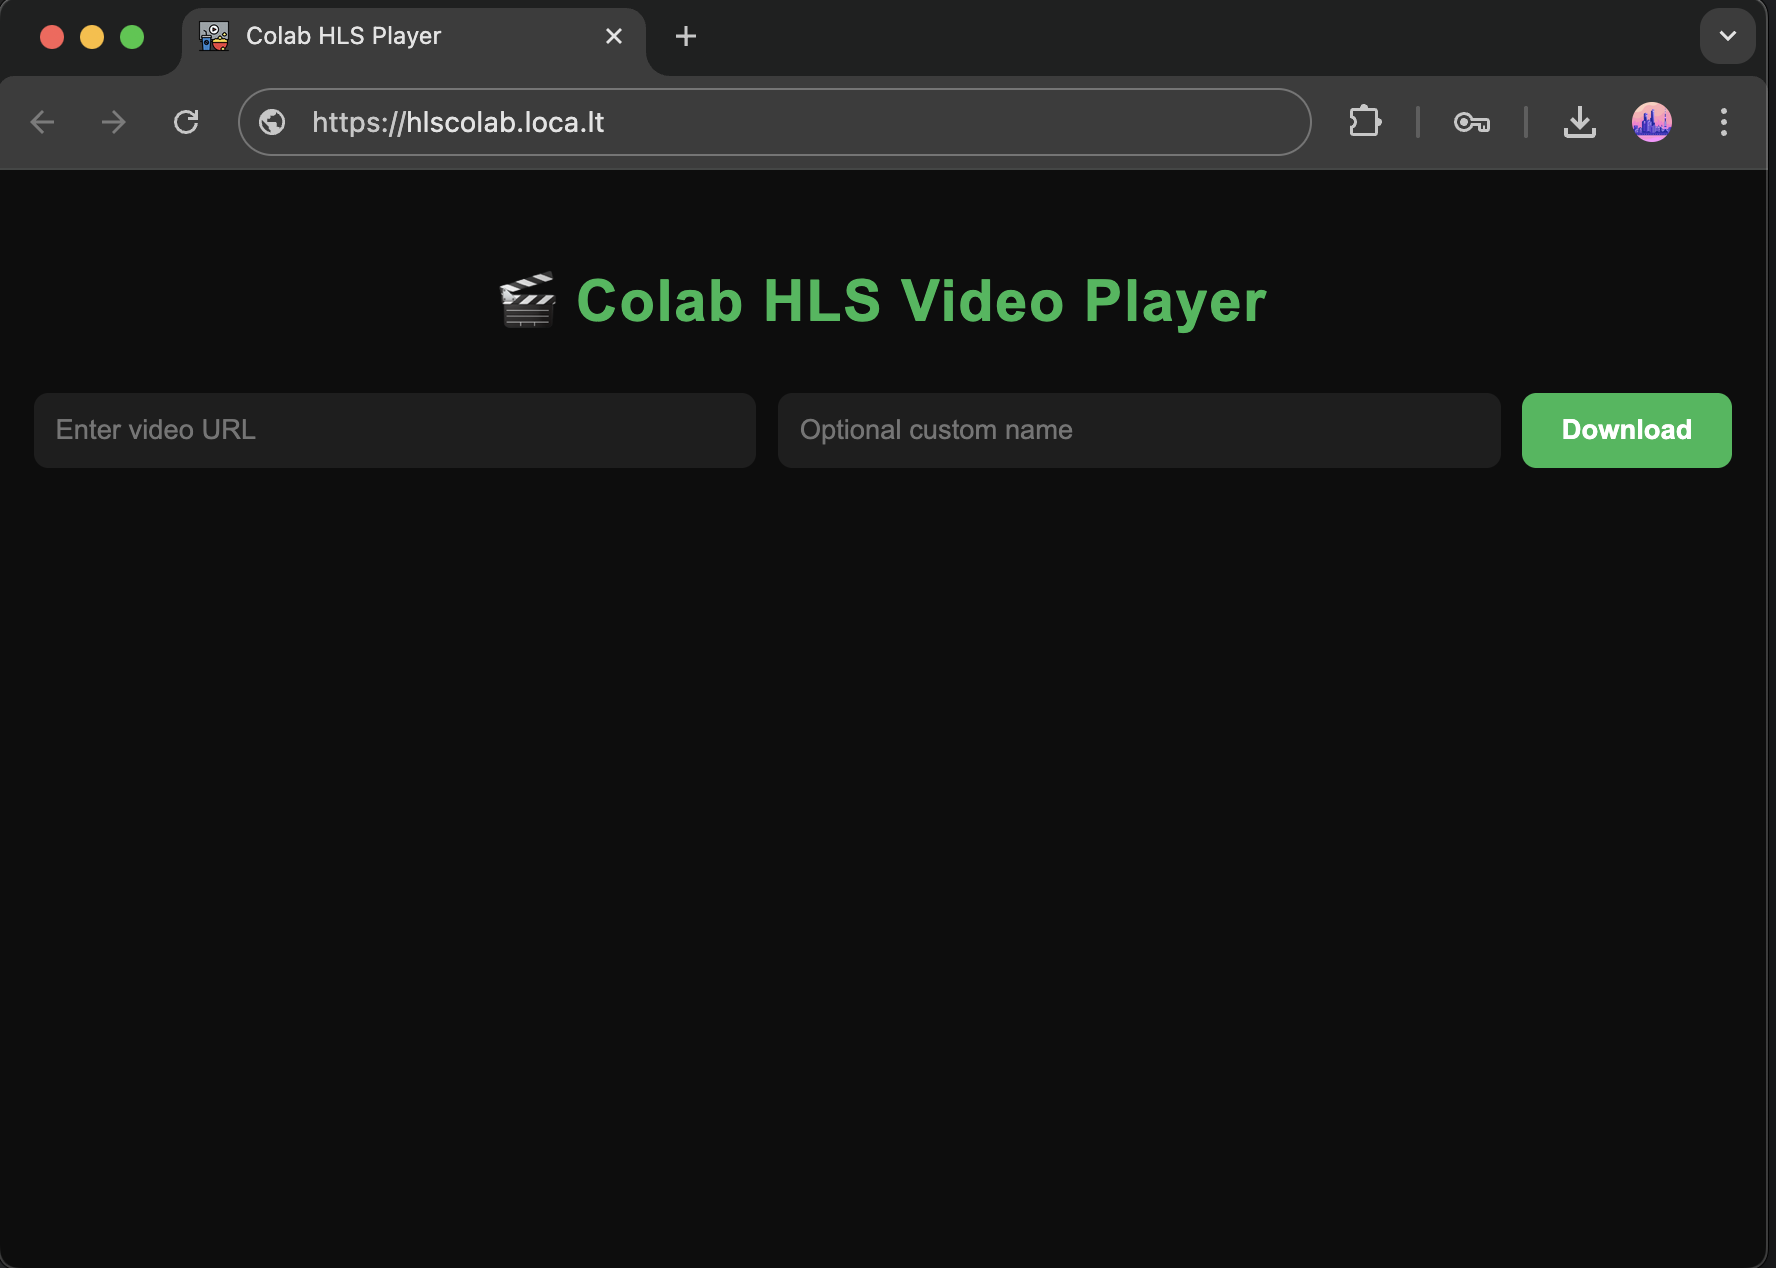 Colab HLS Player
https://hlscolab.loca.lt
🎬 Colab HLS Video Player
Enter video URL
Optional custom name
Download